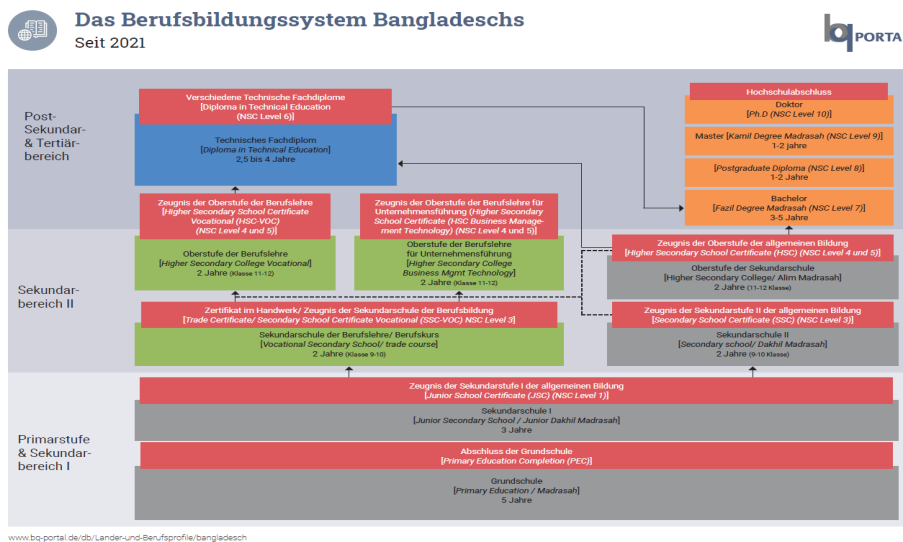 Das Berufsbildungssystem Bangladeschs
Seit 2021
bq PORTA
Post-
Sekundar-
& Tertiär-
bereich
Verschiedene Technische Fachdiplome
[Diploma in Technical Education
(NSC Level 6)]
Technisches Fachdiplom
[Diploma in Technical Education]
2,5 bis 4 Jahre
Hochschulabschluss
Doktor
[Ph.D (NSC Level 10)]
Master [Kamil Degree Madrasah (NSC Level 9)]
1-2 jahre
[Postgraduate Diploma (NSC Level 8)]
1-2 Jahre
Bachelor
[Fazil Degree Madrasah (NSC Level 7)]
3-5 Jahre
Zeugnis der Oberstufe der Berufslehre
[Higher Secondary School Certificate
Vocational (HSC-VOC)
(NSC Level 4 und 5)]
Zeugnis der Oberstufe der Berufslehre für
Unternehmensführung (Higher Secondary
School Certificate (HSC Business Manage-
ment Technology) (NSC Level 4 und 5)]
Sekundar-
bereich II
Oberstufe der Berufslehre
[Higher Secondary College Vocational]
2 Jahre (Klasse 11-12)
Oberstufe der Berufslehre
für Unternehmensführung
[Higher Secondary College
Business Mgmt Technology]
2 Jahre (Klasse 11-12)
Zeugnis der Oberstufe der allgemeinen Bildung
[Higher Secondary School Certificate (HSC) (NSC Level 4 und 5)]
Oberstufe der Sekundarschule
[Higher Secondary College/ Alim Madrasah]
2 Jahre (11-12 Klasse)
Zertifikat im Handwerk/ Zeugnis der Sekundarschule der Berufsbildung
[Trade Certificate/ Secondary School Certificate Vocational (SSC-VOC) NSC Level 3]
Sekundarschule der Berufslehre/ Berufskurs
[Vocational Secondary School/ trade course]
2 Jahre (Klasse 9-10)
Zeugnis der Sekundarstufe II der allgemeinen Bildung
[Secondary School Certificate (SSC) (NSC Level 3)]
Sekundarschule II
[Secondary school/ Dakhil Madrasah]
2 Jahre (9-10 Klasse)
Primarstufe
& Sekundar-
bereich I
Zeugnis der Sekundarstufe I der allgemeinen Bildung
[Junior School Certificate (JSC) (NSC Level 1)]
Sekundarschule I
[Junior Secondary School / Junior Dakhil Madrasah]
3 Jahre
Abschluss der Grundschule
[Primary Education Completion (PEC)]
Grundschule
[Primary Education / Madrasah]
5 Jahre
www.bq-portal.de/db/Länder-und-Berufsprofile/bangladesch